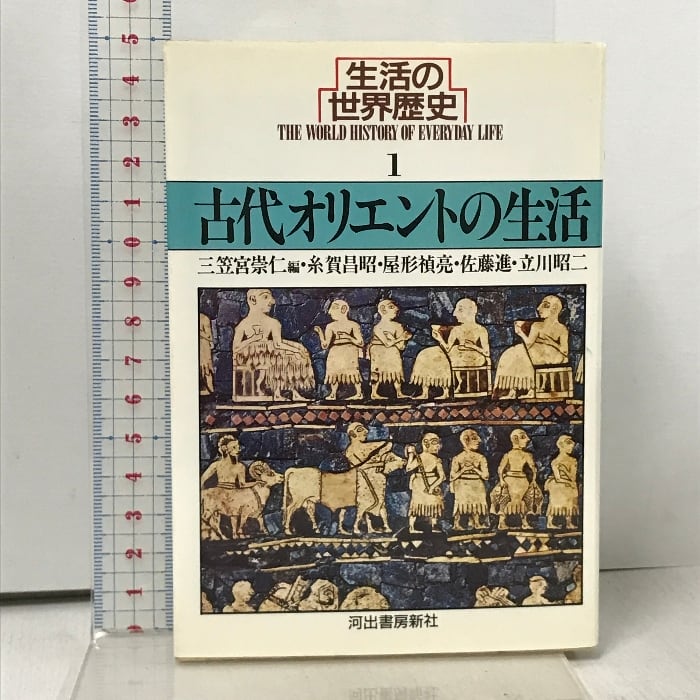 生活の
世界歴史
THE WORLD HISTORY OF EVERYDAY LIFE
1
古代オリエントの生活
三笠宮崇仁編・糸賀昌昭・屋形禎亮・佐藤進・立川昭二
河出書房新社